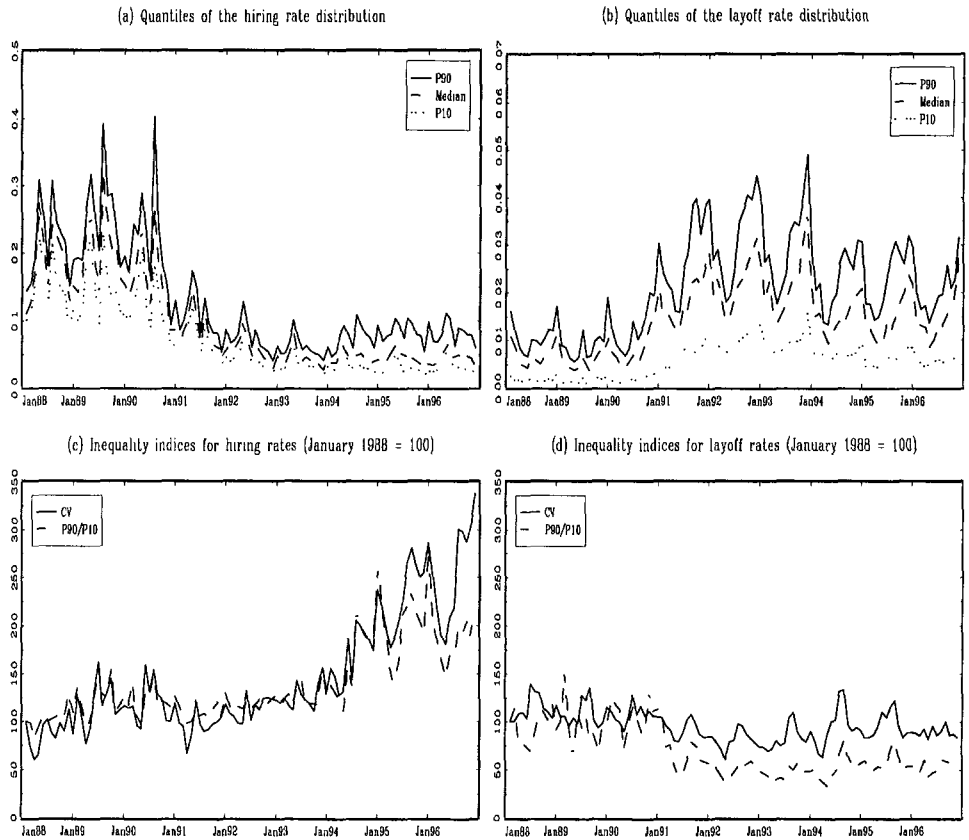 (a) Quantiles of the hiring rate distribution
0.5
0.4
0.3
0.2
0.1
0
P90
Median
P10
Jan88 Jan89 Jan90 Jan91 Jan92 Jan93 Jan94 Jan95 Jan96
(b) Quantiles of the layoff rate distribution
0.07
0.06
0.05
0.04
0.03
0.02
0.01
0
P90
Median
P10
Jan88 Jan89 Jan90 Jan91 Jan92 Jan93 Jan94 Jan95 Jan96
(c) Inequality indices for hiring rates (January 1988 = 100)
350
300
250
200
150
100
50
0
CV
P90/P10
Jan88 Jan89 Jan90 Jan91 Jan92 Jan93 Jan94 Jan95 Jan96
(d) Inequality indices for layoff rates (January 1988 = 100)
350
300
250
200
150
100
50
0
CV
P90/P10
Jan88 Jan89 Jan90 Jan91 Jan92 Jan93 Jan94 Jan95 Jan96